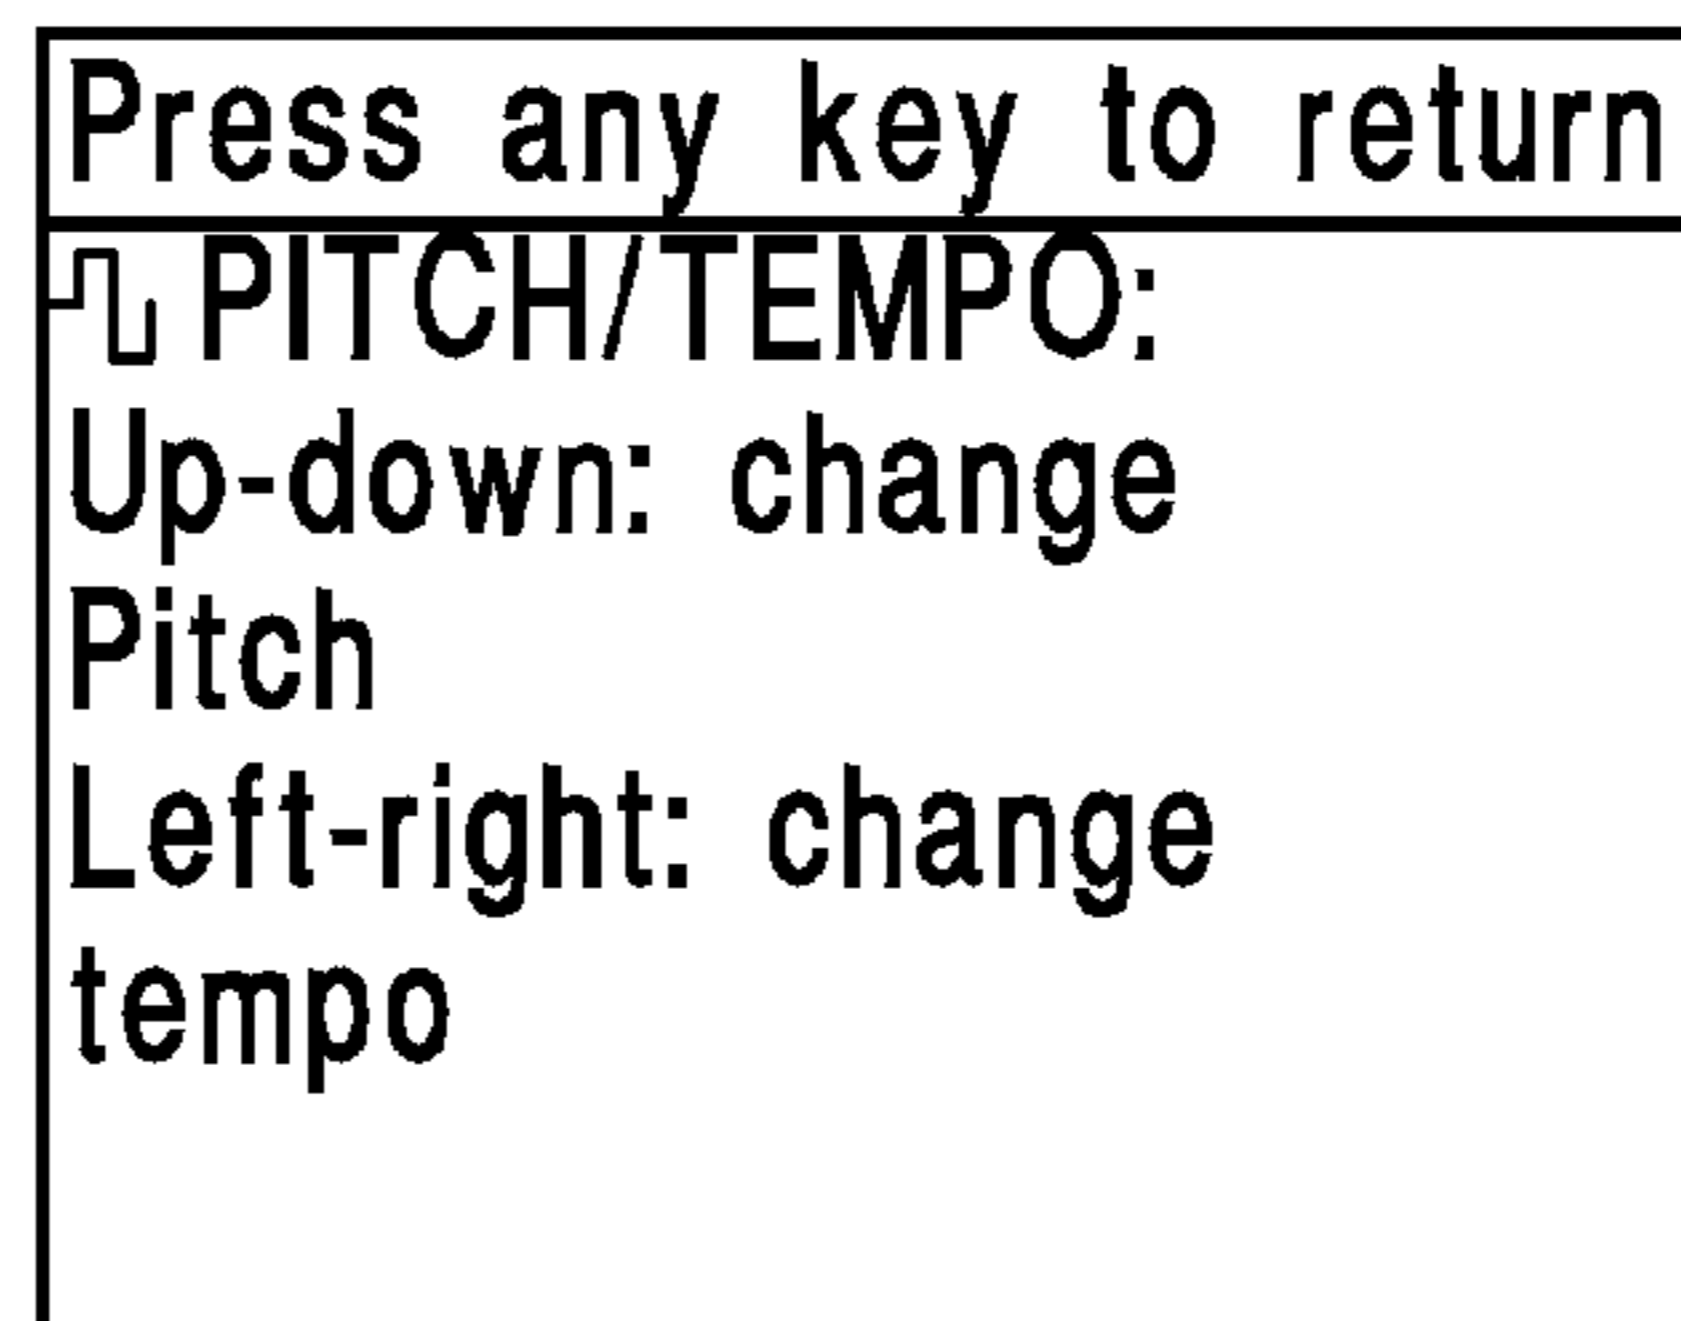 Press any key to return
PITCH/TEMPO:
Up-down: change
Pitch
Left-right: change
tempo